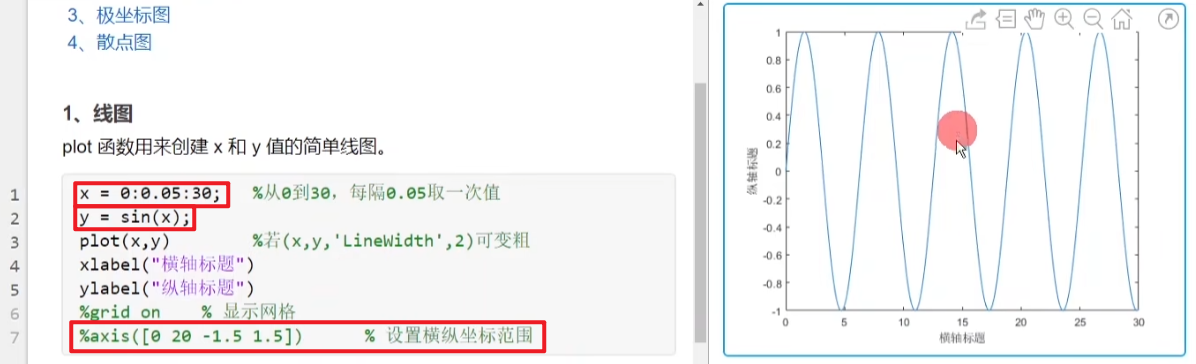 3、极坐标图
4、散点图
1、线图
plot 函数用来创建 x 和 y 值的简单线图。
1 x = 0:0.05:30; %从0到30，每隔0.05取一次值
2 y = sin(x);
3 plot(x,y) %若(x,y,'LineWidth',2)可变粗
4 xlabel("横轴标题")
5 ylabel("纵轴标题")
6 %grid on % 显示网格
7 %axis([0 20 -1.5 1.5]) % 设置横纵坐标范围
1
0.8
0.6
0.4
0.2
0
-0.2
-0.4
-0.6
-0.8
-1
纵轴标题
0 5 10 15 20 25 30
横轴标题